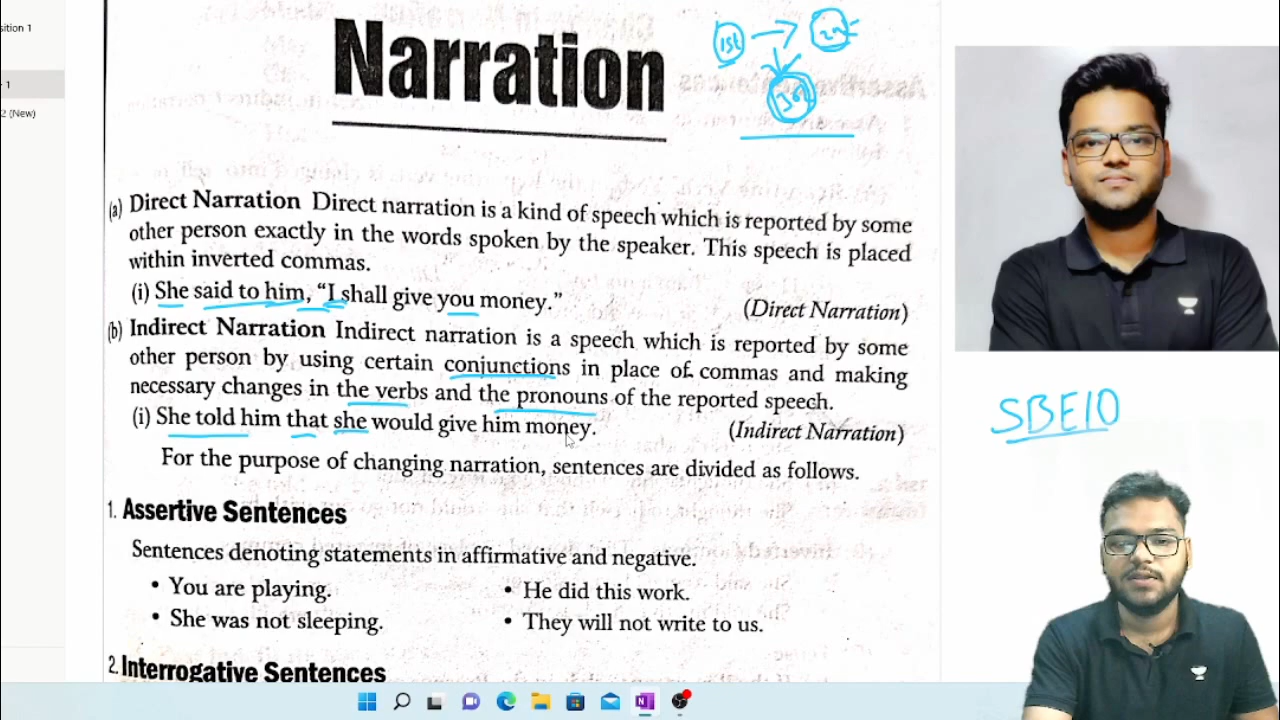 sition 1
1
2 (New)
Narration
1st
(a) Direct Narration Direct narration is a kind of speech which is reported by some
other person exactly in the words spoken by the speaker. This speech is placed
within inverted commas.
(i) She said to him, “I shall give you money.” (Direct Narration)
(b) Indirect Narration Indirect narration is a speech which is reported by some
other person by using certain conjunctions in place of commas and making
necessary changes in the verbs and the pronouns of the reported speech.
(i) She told him that she would give him money. (Indirect Narration)
For the purpose of changing narration, sentences are divided as follows.
1. Assertive Sentences
Sentences denoting statements in affirmative and negative.
• You are playing. • He did this work.
• She was not sleeping. • They will not write to us.
2. Interrogative Sentences
SBE10